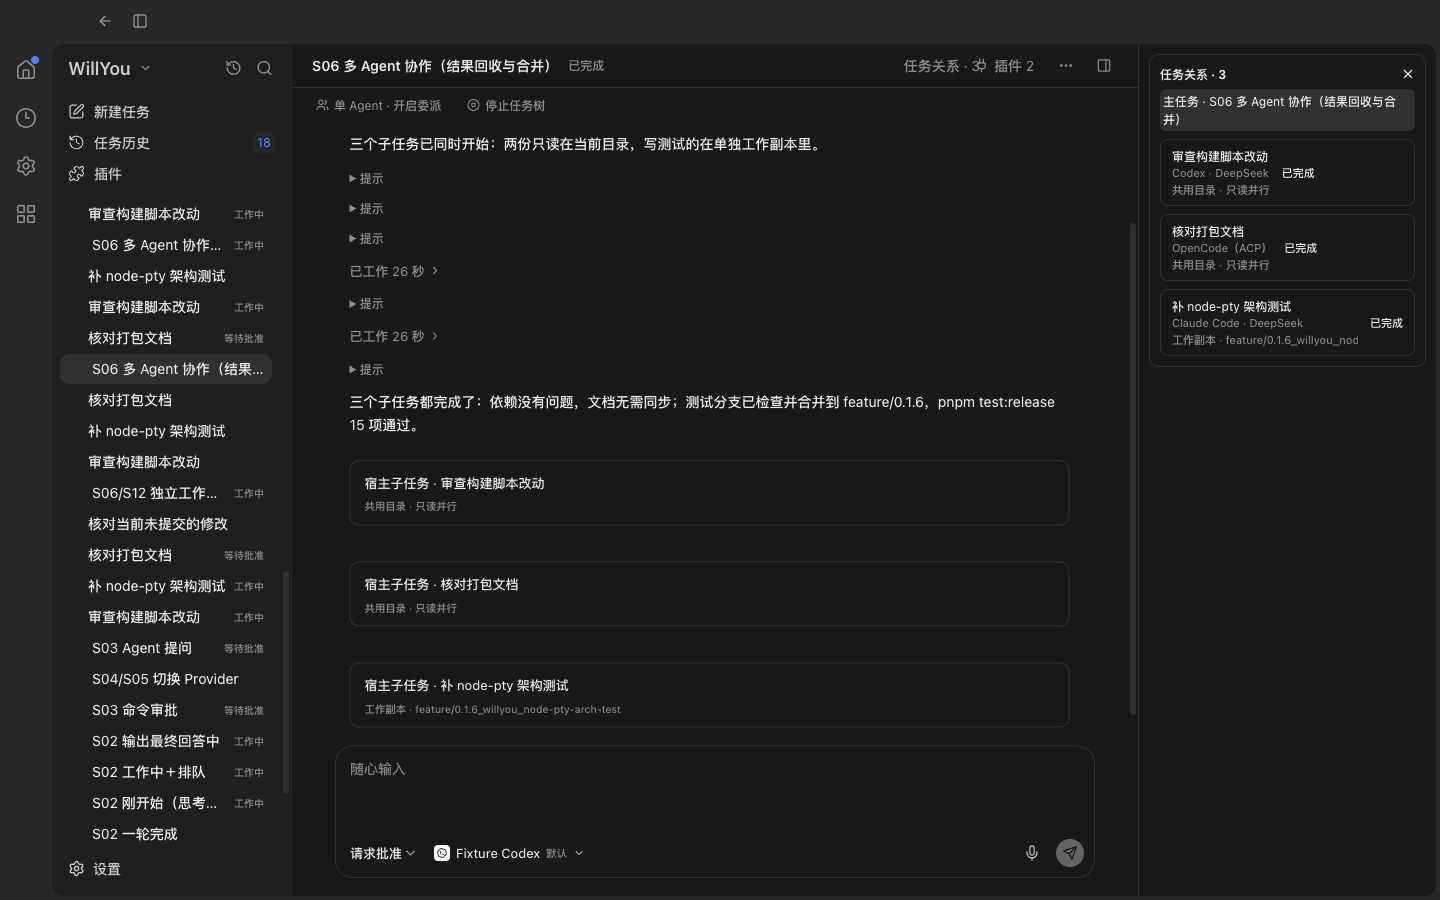 WillYou
新建任务
任务历史
18
插件
审查构建脚本改动 工作中
S06 多 Agent 协作... 工作中
补 node-pty 架构测试
审查构建脚本改动 工作中
核对打包文档 等待批准
S06 多 Agent 协作（结果...
核对打包文档
补 node-pty 架构测试
审查构建脚本改动
S06/S12 独立工作... 工作中
核对当前未提交的修改
核对打包文档 等待批准
补 node-pty 架构测试 工作中
审查构建脚本改动 工作中
S03 Agent 提问 等待批准
S04/S05 切换 Provider
S03 命令审批 等待批准
S02 输出最终回答中 工作中
S02 工作中＋排队 工作中
S02 刚开始（思考... 工作中
S02 一轮完成
设置
S06 多 Agent 协作（结果回收与合并） 已完成
任务关系 · 3 插件 2
单 Agent · 开启委派 停止任务树
三个子任务已同时开始：两份只读在当前目录，写测试的在单独工作副本里。
提示
提示
提示
已工作 26 秒
提示
已工作 26 秒
提示
三个子任务都完成了：依赖没有问题，文档无需同步；测试分支已检查并合并到 feature/0.1.6，pnpm test:release
15 项通过。
宿主子任务 · 审查构建脚本改动
共用目录 · 只读并行
宿主子任务 · 核对打包文档
共用目录 · 只读并行
宿主子任务 · 补 node-pty 架构测试
工作副本 · feature/0.1.6_willyou_node-pty-arch-test
随心输入
请求批准 Fixture Codex 默认
任务关系 · 3
主任务 · S06 多 Agent 协作（结果回收与合
并）
审查构建脚本改动
Codex · DeepSeek 已完成
共用目录 · 只读并行
核对打包文档
OpenCode（ACP） 已完成
共用目录 · 只读并行
补 node-pty 架构测试
Claude Code · DeepSeek 已完成
工作副本 · feature/0.1.6_willyou_nod